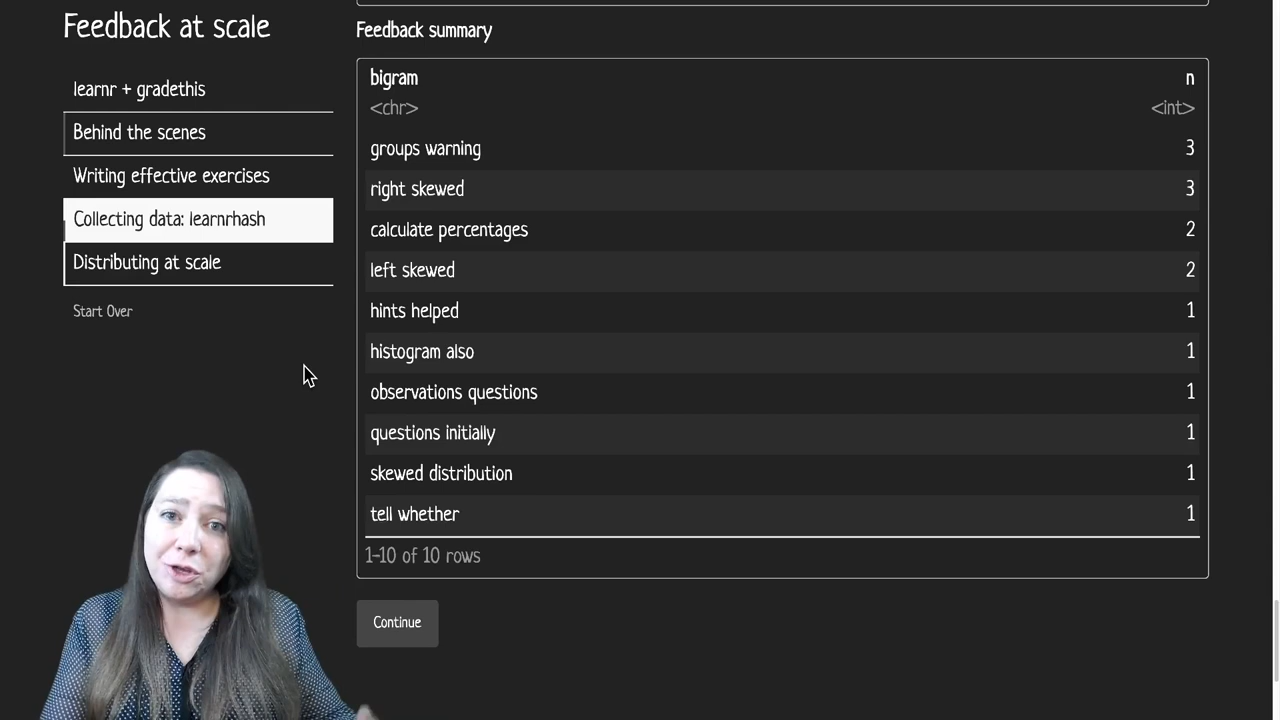 Feedback at scale
learnr + gradethis
Behind the scenes
Writing effective exercises
Collecting data: learnrhash
Distributing at scale
Start Over
Feedback summary
bigram n
<chr> <int>
groups warning 3
right skewed 3
calculate percentages 2
left skewed 2
hints helped 1
histogram also 1
observations questions 1
questions initially 1
skewed distribution 1
tell whether 1
1-10 of 10 rows
Continue